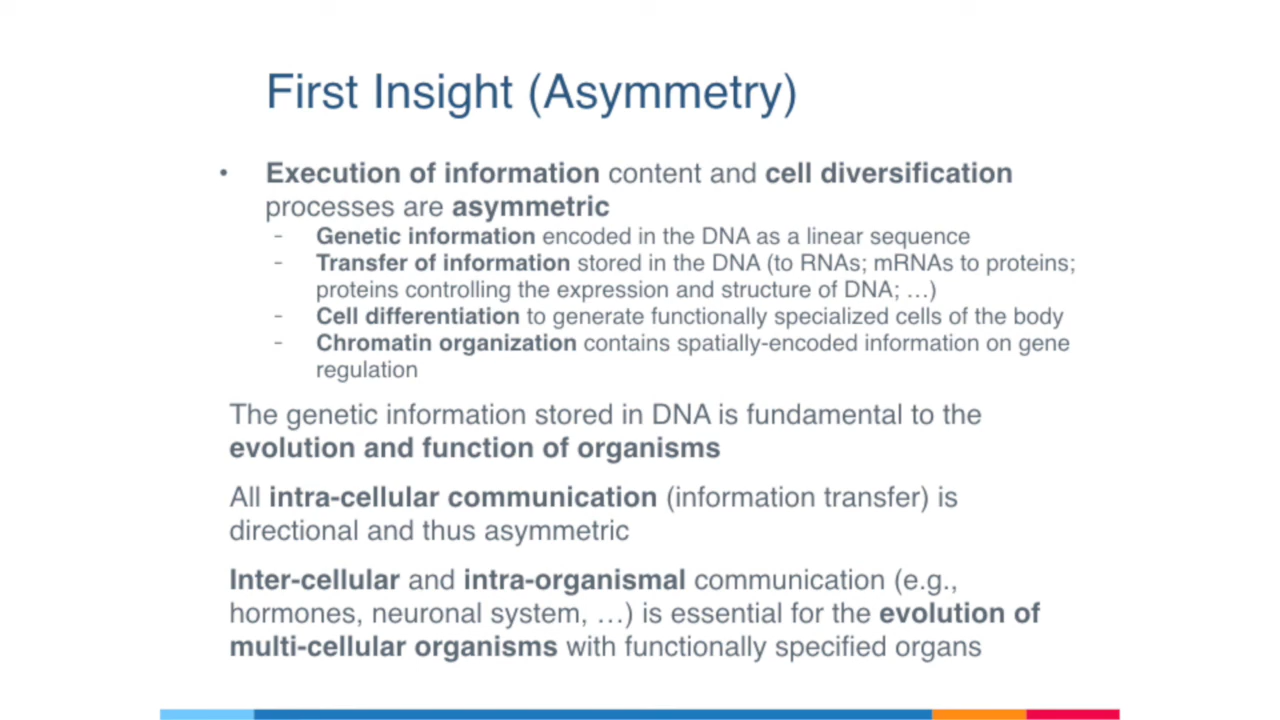 First Insight (Asymmetry)
• Execution of information content and cell diversification
processes are asymmetric
- Genetic information encoded in the DNA as a linear sequence
- Transfer of information stored in the DNA (to RNAs; mRNAs to proteins;
proteins controlling the expression and structure of DNA; …)
- Cell differentiation to generate functionally specialized cells of the body
- Chromatin organization contains spatially-encoded information on gene
regulation
The genetic information stored in DNA is fundamental to the
evolution and function of organisms
All intra-cellular communication (information transfer) is
directional and thus asymmetric
Inter-cellular and intra-organismal communication (e.g.,
hormones, neuronal system, …) is essential for the evolution of
multi-cellular organisms with functionally specified organs